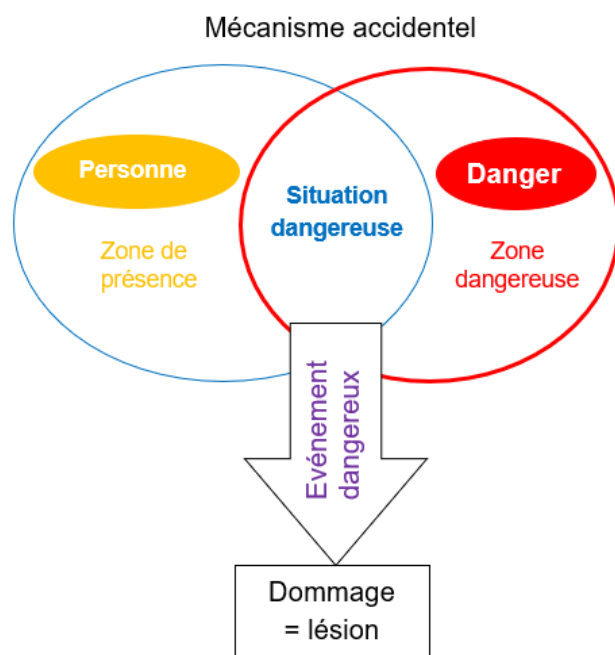 Mécanisme accidentel
Personne
Danger
Situation
dangereuse
Zone de
présence
Zone
dangereuse
Evénement
dangereux
Dommage
= lésion